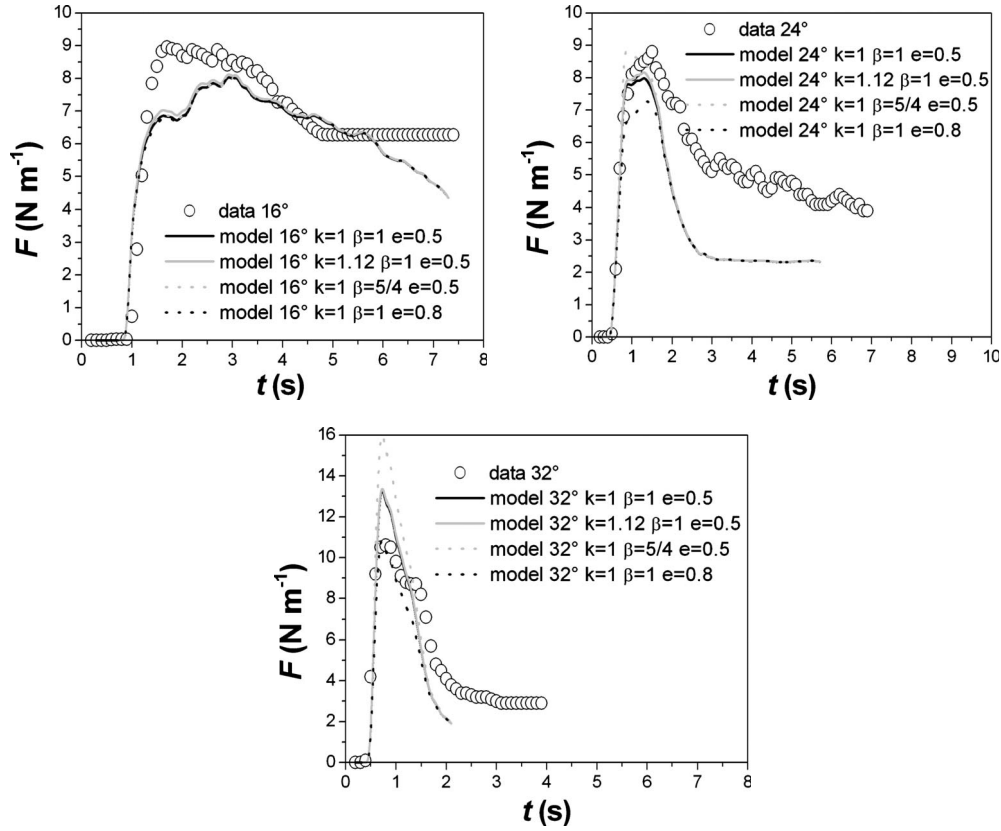 10
9
8
7
6
5
4
3
2
1
0
F (N m⁻¹)
data 16°
model 16° k=1 β=1 e=0.5
model 16° k=1.12 β=1 e=0.5
model 16° k=1 β=5/4 e=0.5
model 16° k=1 β=1 e=0.8
0 1 2 3 4 5 6 7 8
t (s)
10
9
8
7
6
5
4
3
2
1
0
F (N m⁻¹)
data 24°
model 24° k=1 β=1 e=0.5
model 24° k=1.12 β=1 e=0.5
model 24° k=1 β=5/4 e=0.5
model 24° k=1 β=1 e=0.8
0 1 2 3 4 5 6 7 8 9 10
t (s)
16
14
12
10
8
6
4
2
0
F (N m⁻¹)
data 32°
model 32° k=1 β=1 e=0.5
model 32° k=1.12 β=1 e=0.5
model 32° k=1 β=5/4 e=0.5
model 32° k=1 β=1 e=0.8
0 1 2 3 4 5 6 7 8
t (s)